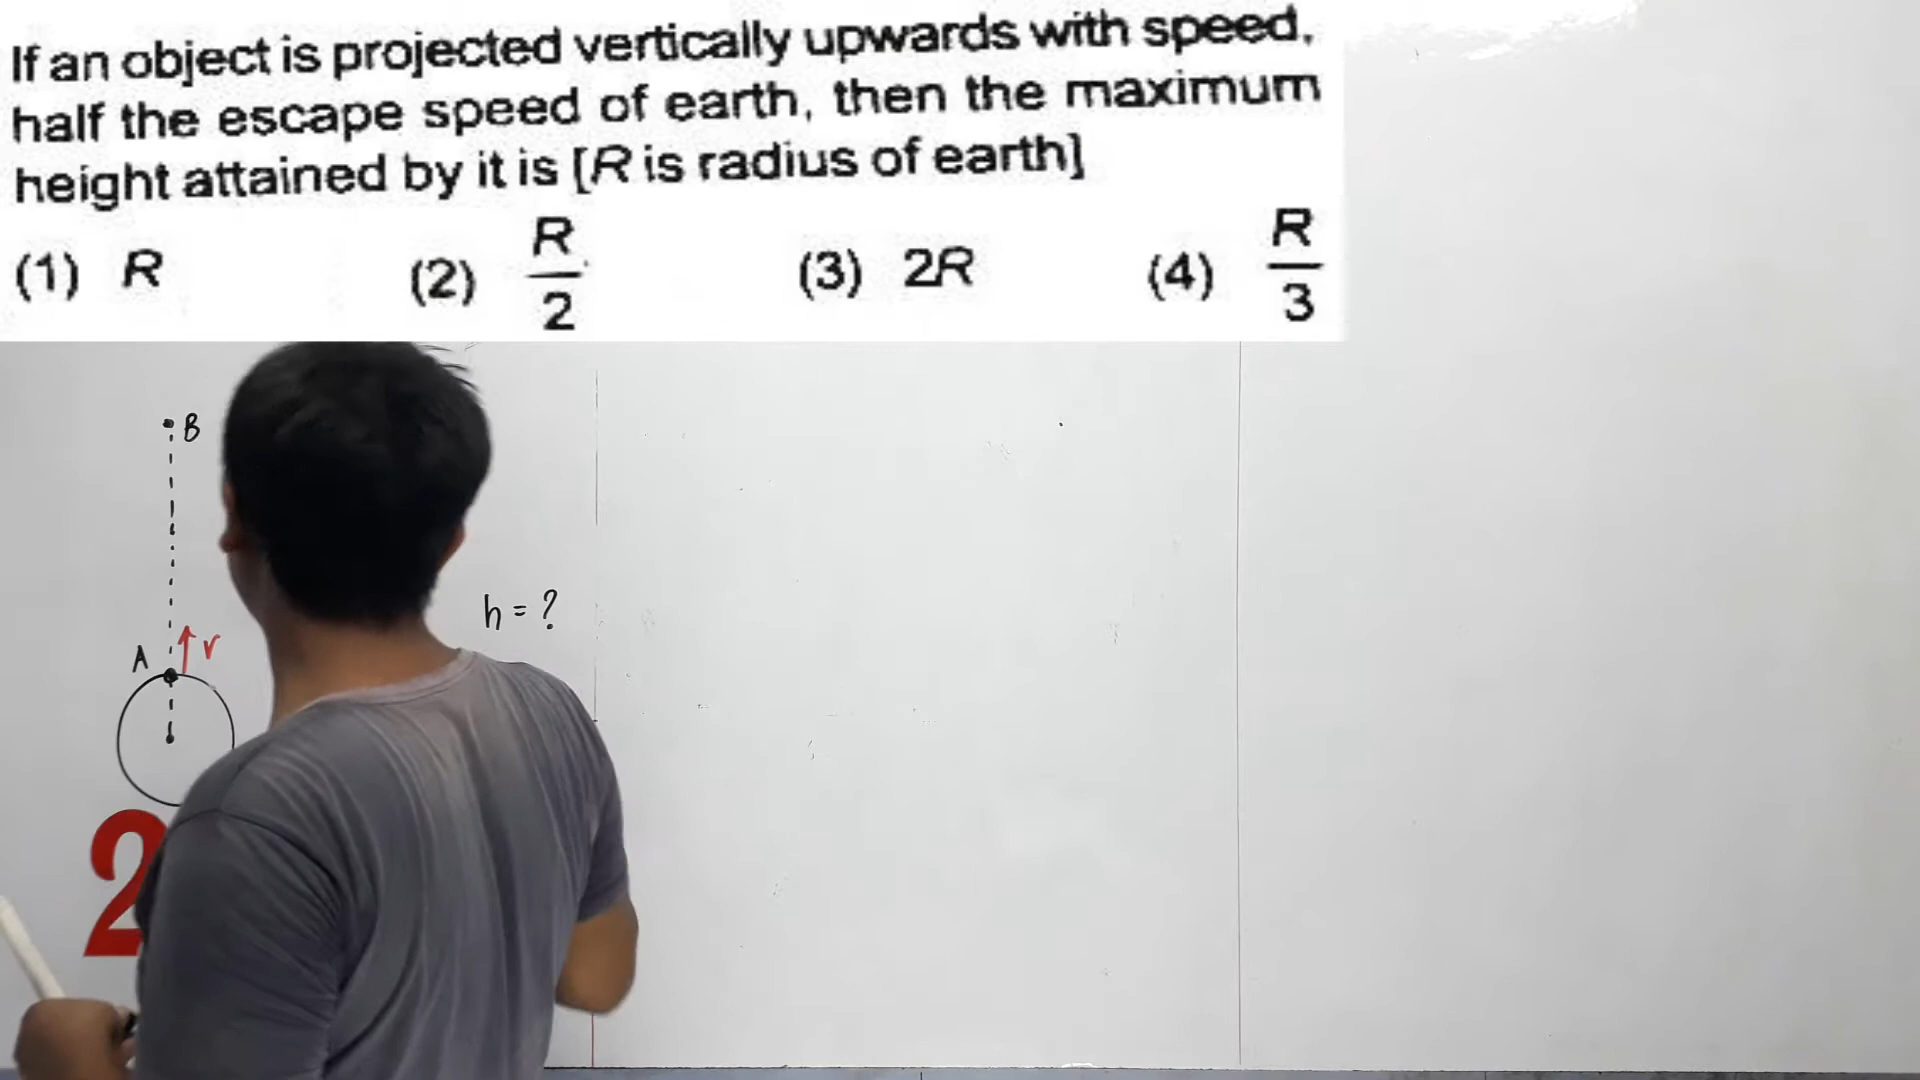 If an object is projected vertically upwards with speed,
half the escape speed of earth, then the maximum
height attained by it is [R is radius of earth]
(1) R (2) R/2 (3) 2R (4) R/3
B
h = ?
A v
2